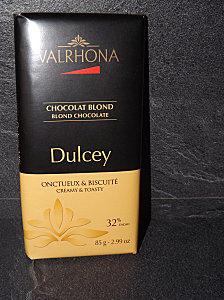 VALRHONA
CHOCOLAT BLOND
BLOND CHOCOLATE
Dulcey
ONCTUEUX & BISCUITÉ
CREAMY & TOASTY
32%
85 g - 2.99 oz